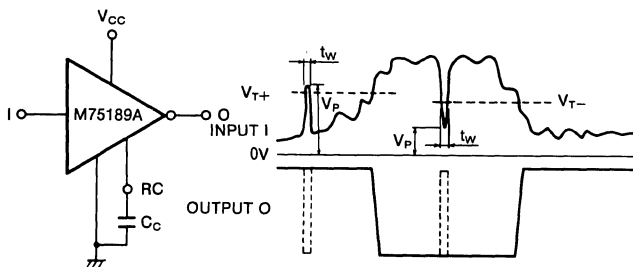 VCC
I
M75189A
O
RC
CC
tW
VT+
VP
INPUT I
0V
VT−
VP
tW
OUTPUT O